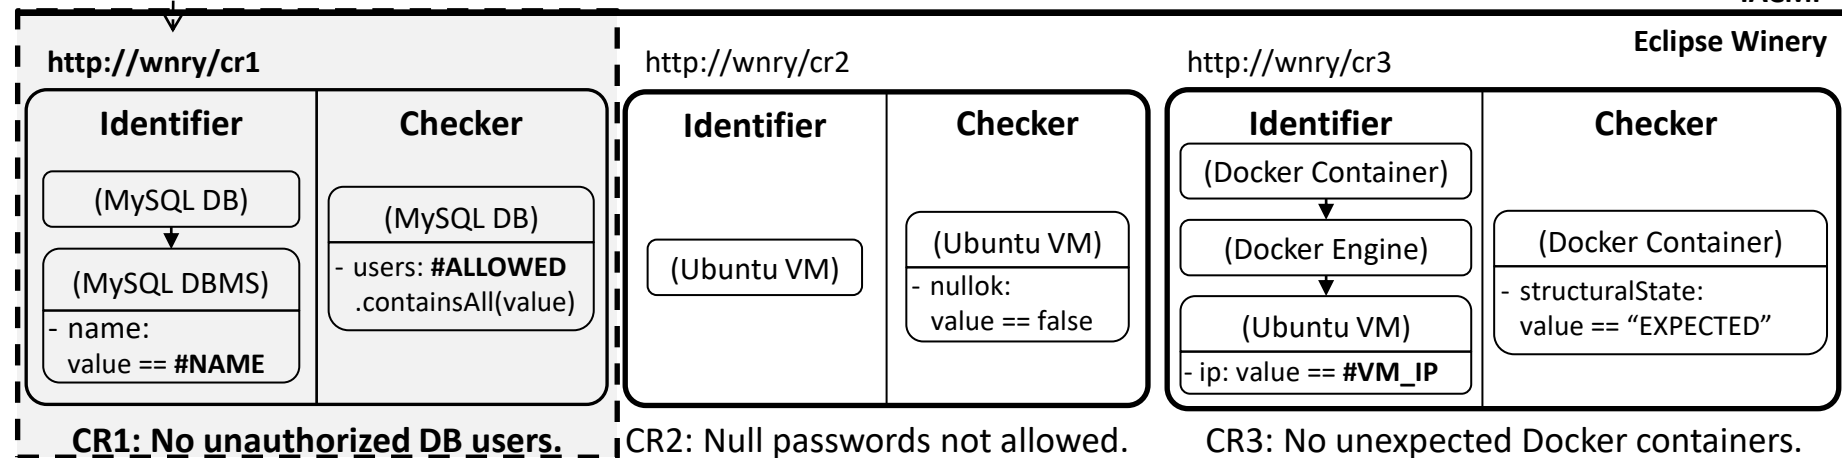 Eclipse Winery
http://wnry/cr1
Identifier
Checker
(MySQL DB)
(MySQL DBMS)
- name:
value == #NAME
(MySQL DB)
- users: #ALLOWED
.containsAll(value)
CR1: No unauthorized DB users.
http://wnry/cr2
Identifier
Checker
(Ubuntu VM)
(Ubuntu VM)
- nullok:
value == false
CR2: Null passwords not allowed.
http://wnry/cr3
Identifier
Checker
(Docker Container)
(Docker Engine)
(Ubuntu VM)
- ip: value == #VM_IP
(Docker Container)
- structuralState:
value == “EXPECTED”
CR3: No unexpected Docker containers.